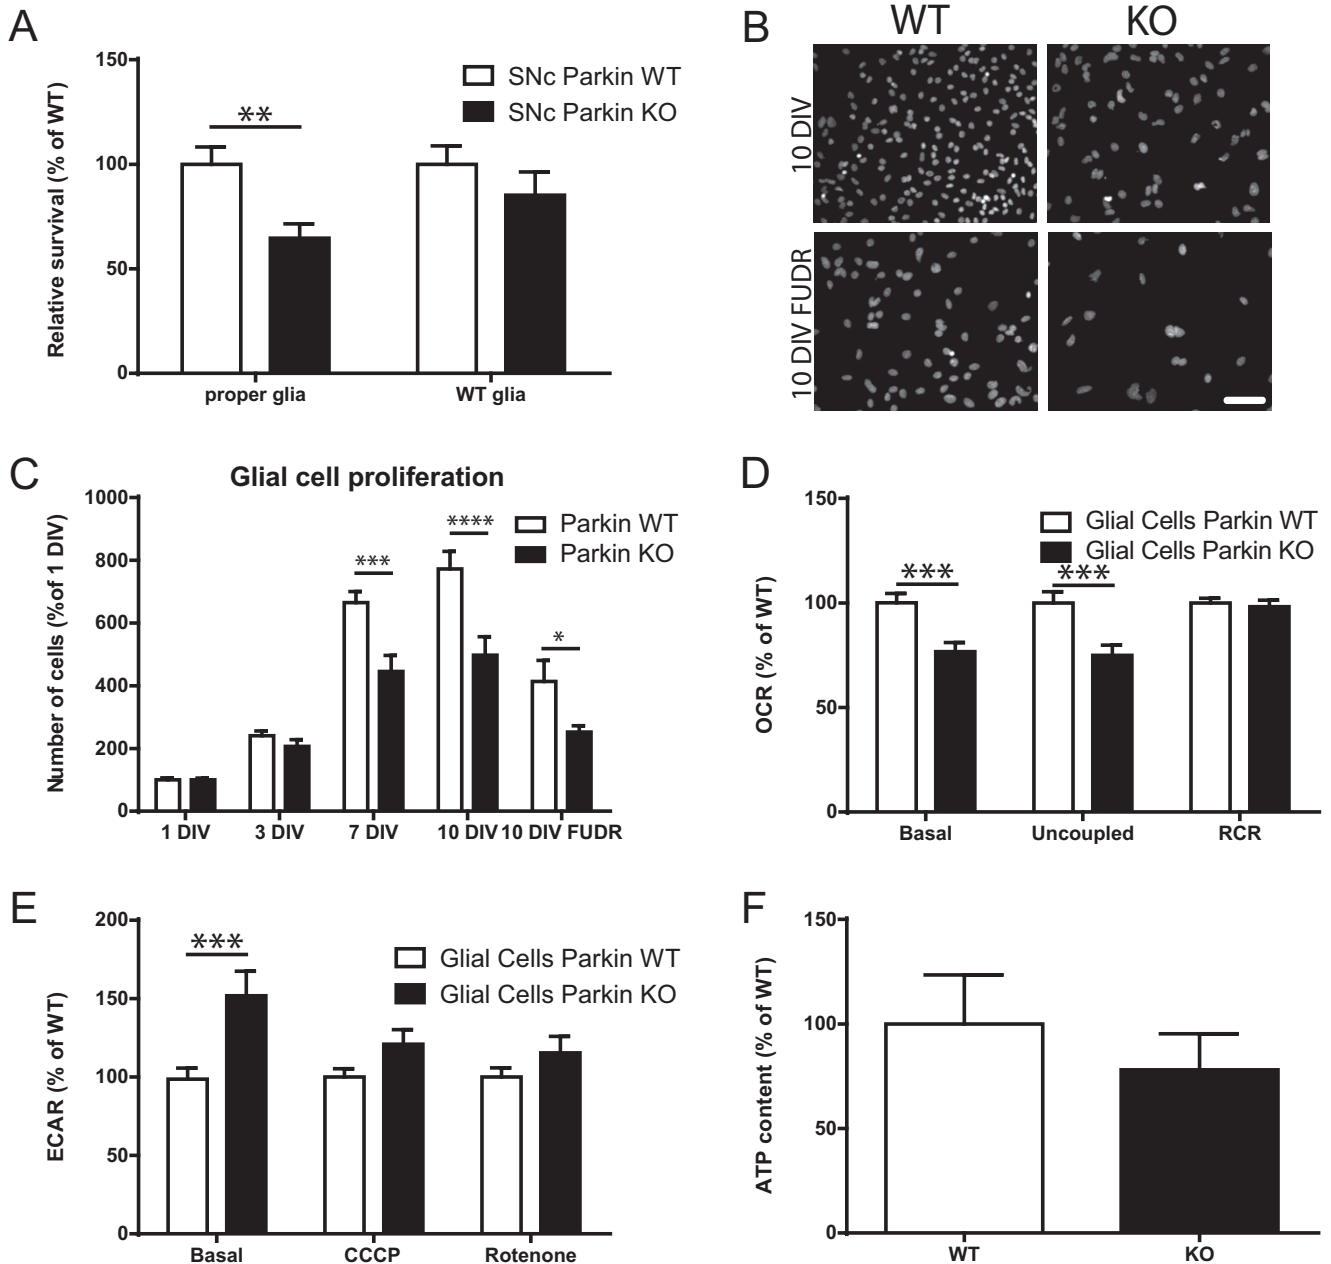 A
Relative survival (% of WT)
150
100
50
0
SNc Parkin WT
SNc Parkin KO
**
proper glia
WT glia
B
WT
KO
10 DIV
10 DIV FUDR
C
Glial cell proliferation
Number of cells (%of 1 DIV)
1000
800
600
400
200
0
Parkin WT
Parkin KO
***
****
*
1 DIV
3 DIV
7 DIV
10 DIV
10 DIV FUDR
D
OCR (% of WT)
150
100
50
0
Glial Cells Parkin WT
Glial Cells Parkin KO
***
***
Basal
Uncoupled
RCR
E
ECAR (% of WT)
200
150
100
50
0
Glial Cells Parkin WT
Glial Cells Parkin KO
***
Basal
CCCP
Rotenone
F
ATP content (% of WT)
150
100
50
0
WT
KO